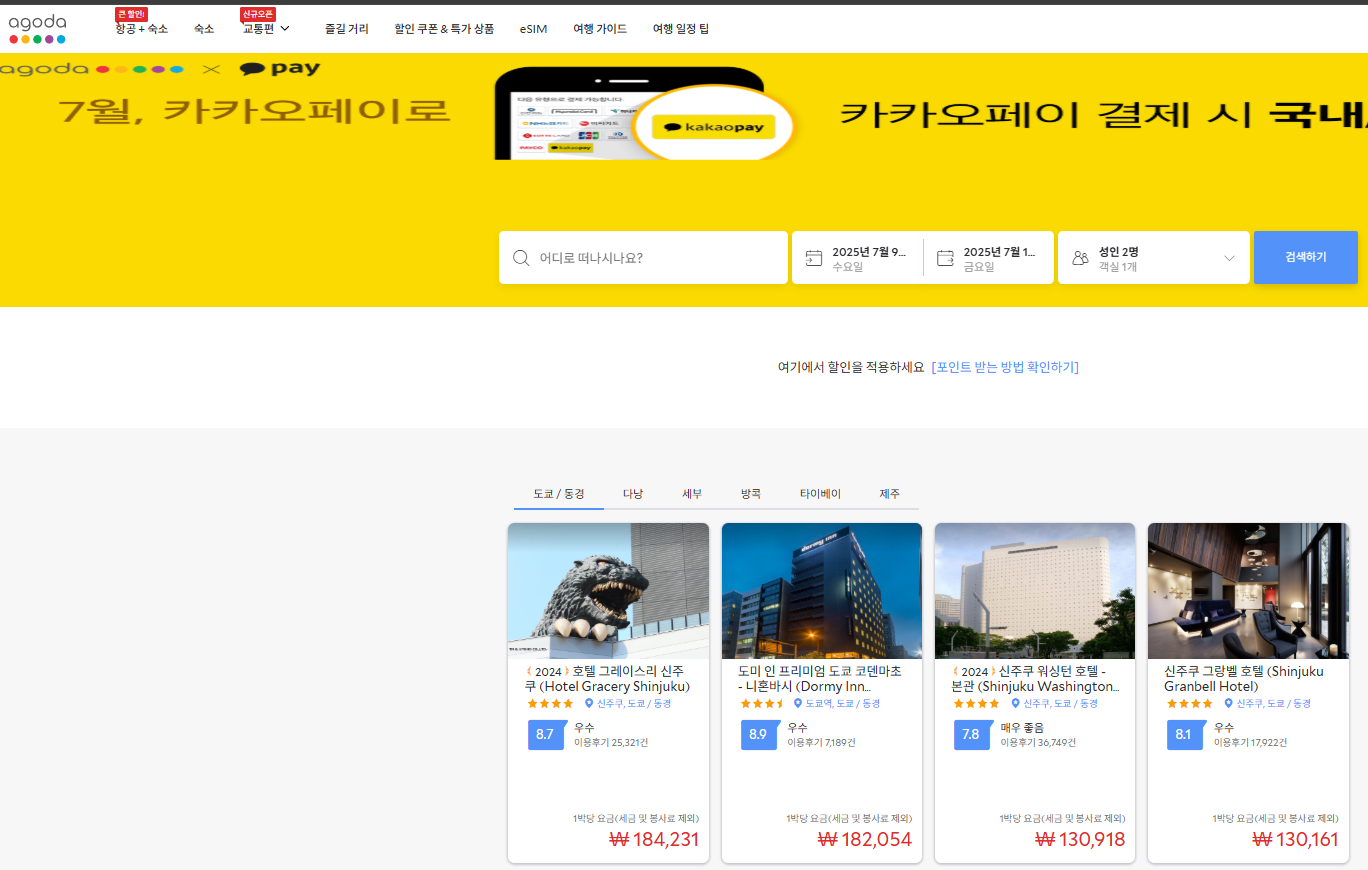 agoda
큰 할인!
항공 + 숙소
숙소
신규오픈
교통편
즐길 거리
할인 쿠폰 & 특가 상품
eSIM
여행 가이드
여행 일정 팁
agoda × pay
7월, 카카오페이로
다음 유형으로 결제 가능합니다.
kakaopay
카카오페이 결제 시 국내
어디로 떠나시나요?
2025년 7월 9...
수요일
2025년 7월 1...
금요일
성인 2명
객실 1개
검색하기
여기에서 할인을 적용하세요 [포인트 받는 방법 확인하기]
도쿄 / 동경
다낭
세부
방콕
타이베이
제주
dormy inn
⦗ 2024 ⦘ 호텔 그레이스리 신주
쿠 (Hotel Gracery Shinjuku)
신주쿠, 도쿄 / 동경
8.7
우수
이용후기 25,321건
1박당 요금(세금 및 봉사료 제외)
₩ 184,231
도미 인 프리미엄 도쿄 코덴마초
- 니혼바시 (Dormy Inn...
도쿄역, 도쿄 / 동경
8.9
우수
이용후기 7,189건
1박당 요금(세금 및 봉사료 제외)
₩ 182,054
⦗ 2024 ⦘ 신주쿠 워싱턴 호텔 -
본관 (Shinjuku Washington...
신주쿠, 도쿄 / 동경
7.8
매우 좋음
이용후기 36,749건
1박당 요금(세금 및 봉사료 제외)
₩ 130,918
신주쿠 그랑벨 호텔 (Shinjuku
Granbell Hotel)
신주쿠, 도쿄 / 동경
8.1
우수
이용후기 17,922건
1박당 요금(세금 및 봉사료 제외)
₩ 130,161